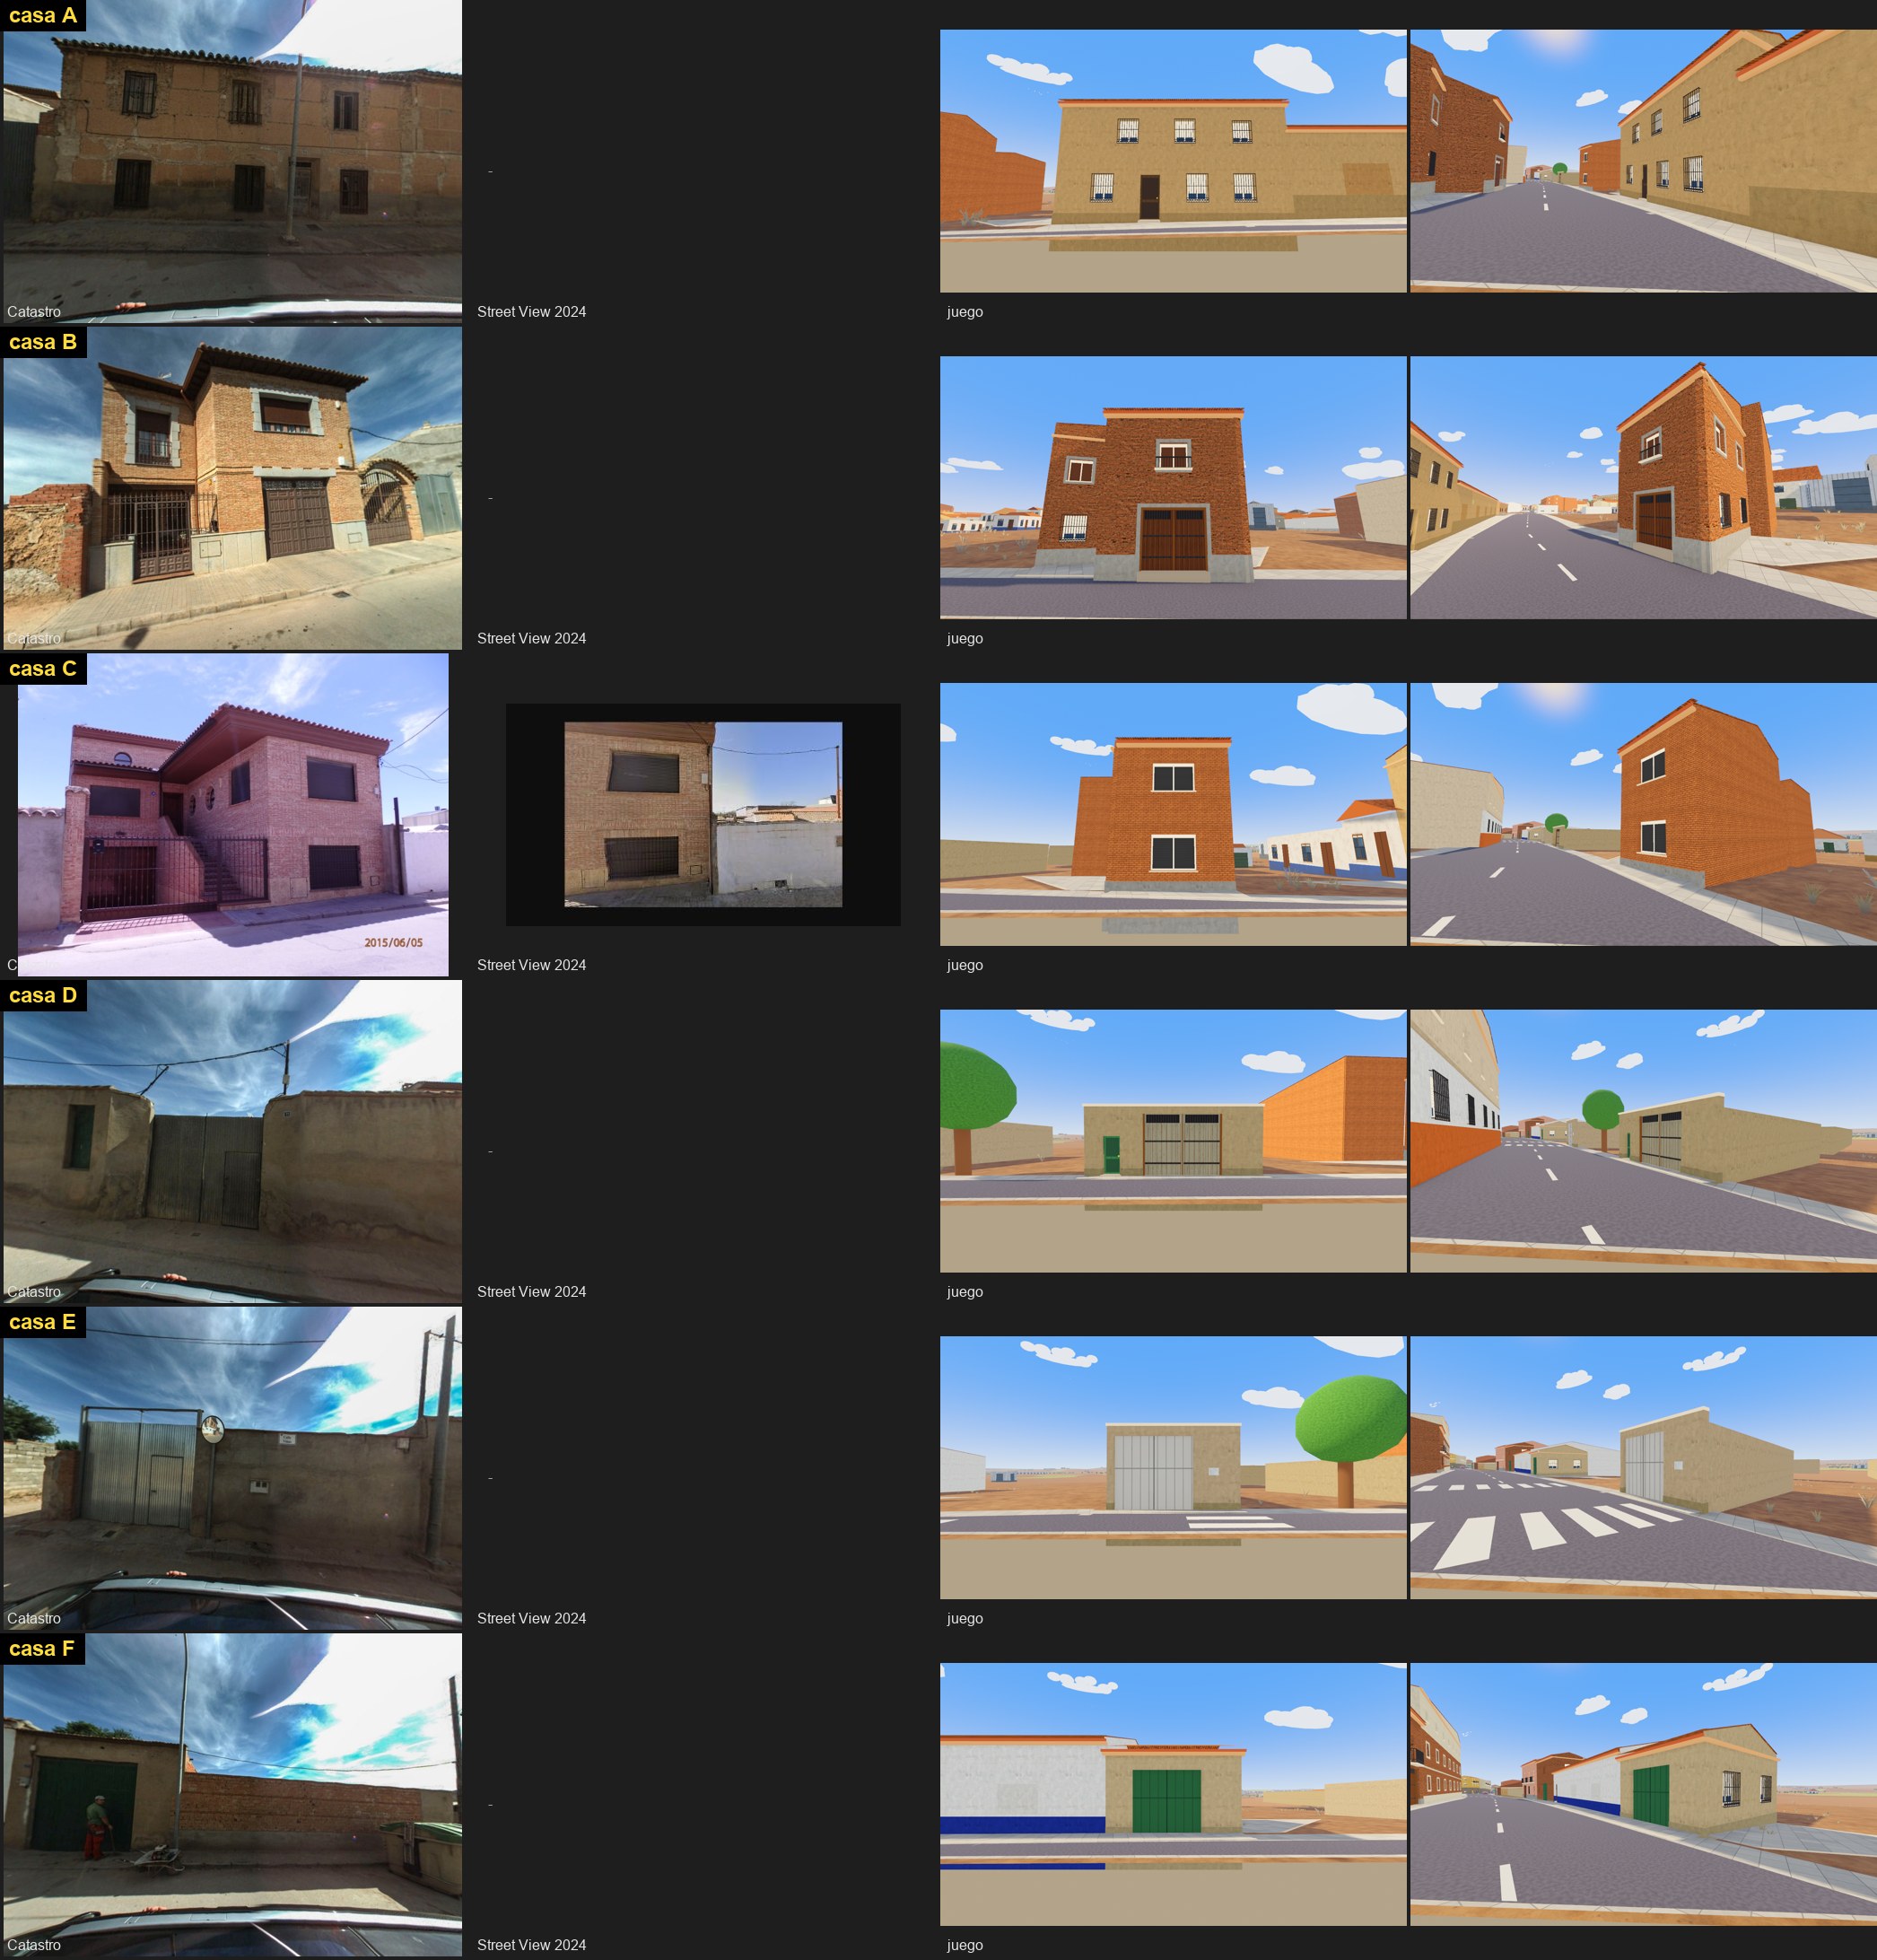 casa A
Catastro
-
Street View 2024
juego
casa B
Catastro
-
Street View 2024
juego
casa C
C
2015/06/05
Street View 2024
juego
casa D
Catastro
-
Street View 2024
juego
casa E
Catastro
-
Street View 2024
juego
casa F
Catastro
-
Street View 2024
juego